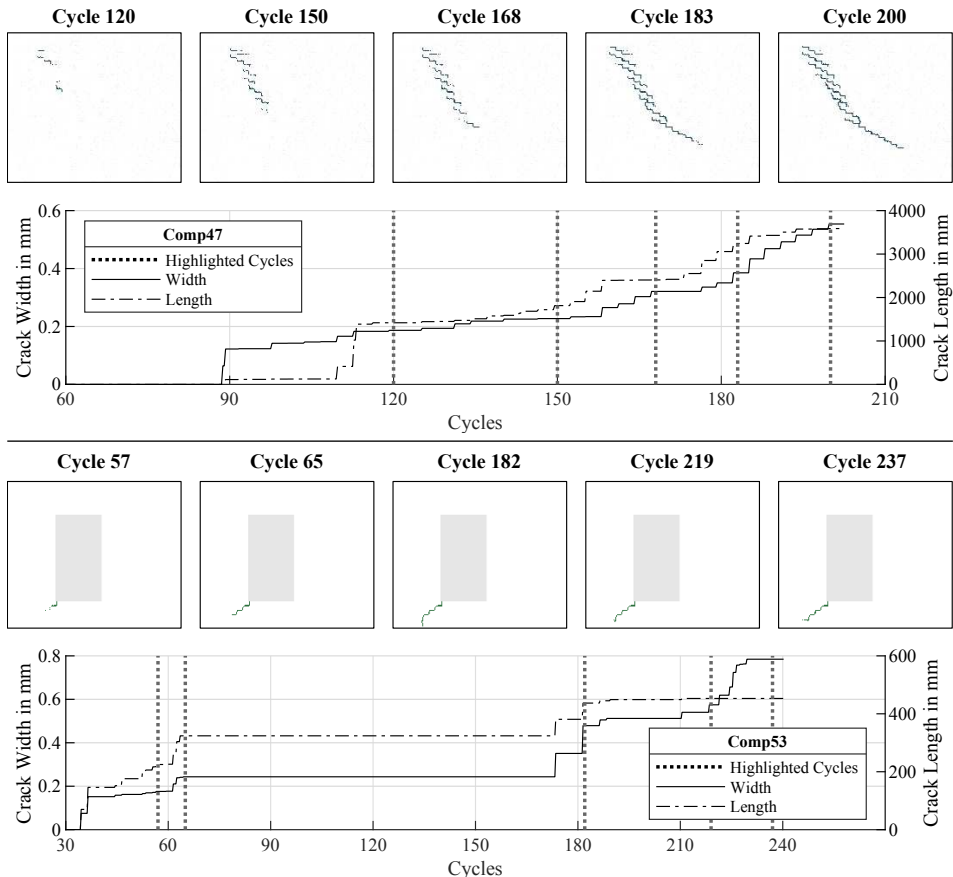 Cycle 120 Cycle 150 Cycle 168 Cycle 183 Cycle 200
0.6 4000
Comp47
Highlighted Cycles
Width
Length
0.4 3000
0.2 2000
1000
0 0
Crack Width in mm
Crack Length in mm
60 90 120 150 180 210
Cycles
Cycle 57 Cycle 65 Cycle 182 Cycle 219 Cycle 237
0.8 600
0.6 400
0.4
0.2 200
0 0
Crack Width in mm
Crack Length in mm
Comp53
Highlighted Cycles
Width
Length
30 60 90 120 150 180 210 240
Cycles